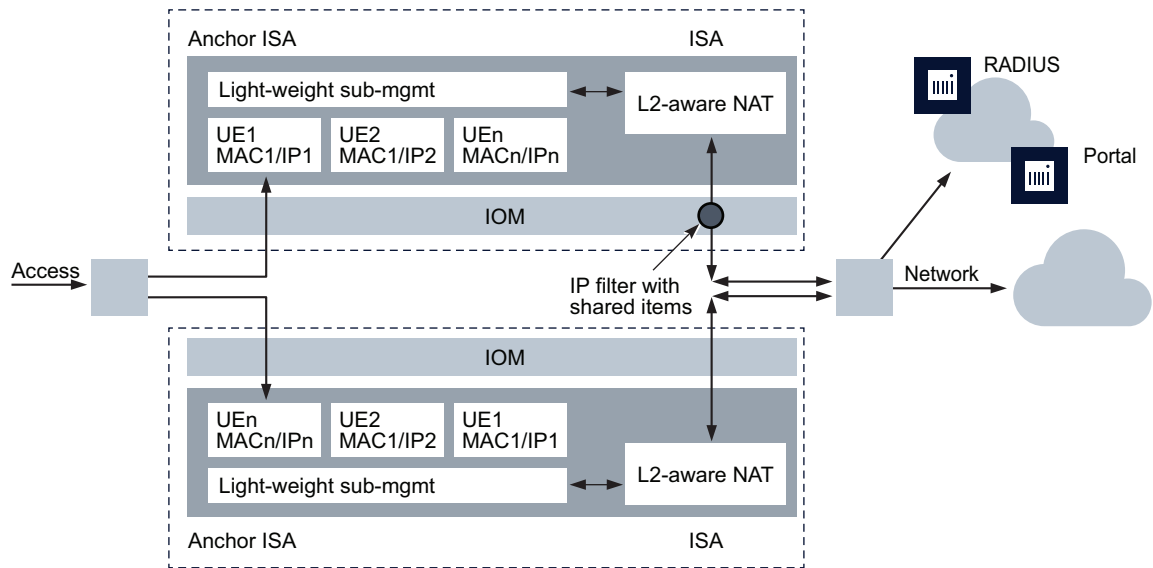 Anchor ISA
ISA
Light-weight sub-mgmt
L2-aware NAT
UE1
MAC1/IP1
UE2
MAC1/IP2
UEn
MACn/IPn
IOM
RADIUS
Portal
Access
IP filter with
shared items
Network
IOM
UEn
MACn/IPn
UE2
MAC1/IP2
UE1
MAC1/IP1
Light-weight sub-mgmt
L2-aware NAT
Anchor ISA
ISA